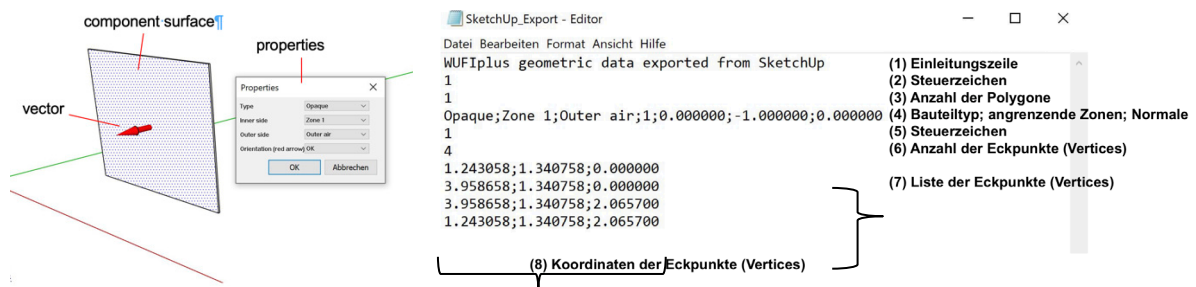 component surface¶
properties
vector
Properties
Type Opaque
Inner side Zone 1
Outer side Outer air
Orientation (red arrow) OK
OK Abbrechen
SketchUp_Export - Editor
Datei Bearbeiten Format Ansicht Hilfe
WUFIplus geometric data exported from SketchUp (1) Einleitungszeile
1 (2) Steuerzeichen
1 (3) Anzahl der Polygone
Opaque;Zone 1;Outer air;1;0.000000;-1.000000;0.000000 (4) Bauteiltyp; angrenzende Zonen; Normale
1 (5) Steuerzeichen
4 (6) Anzahl der Eckpunkte (Vertices)
1.243058;1.340758;0.000000
3.958658;1.340758;0.000000 (7) Liste der Eckpunkte (Vertices)
3.958658;1.340758;2.065700
1.243058;1.340758;2.065700
(8) Koordinaten der Eckpunkte (Vertices)